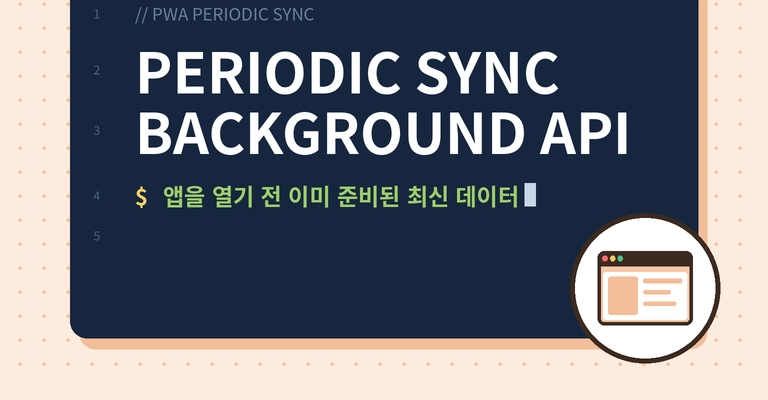 1 // PWA PERIODIC SYNC
2 PERIODIC SYNC
3 BACKGROUND API
4 $ 앱을 열기 전 이미 준비된 최신 데이터
5